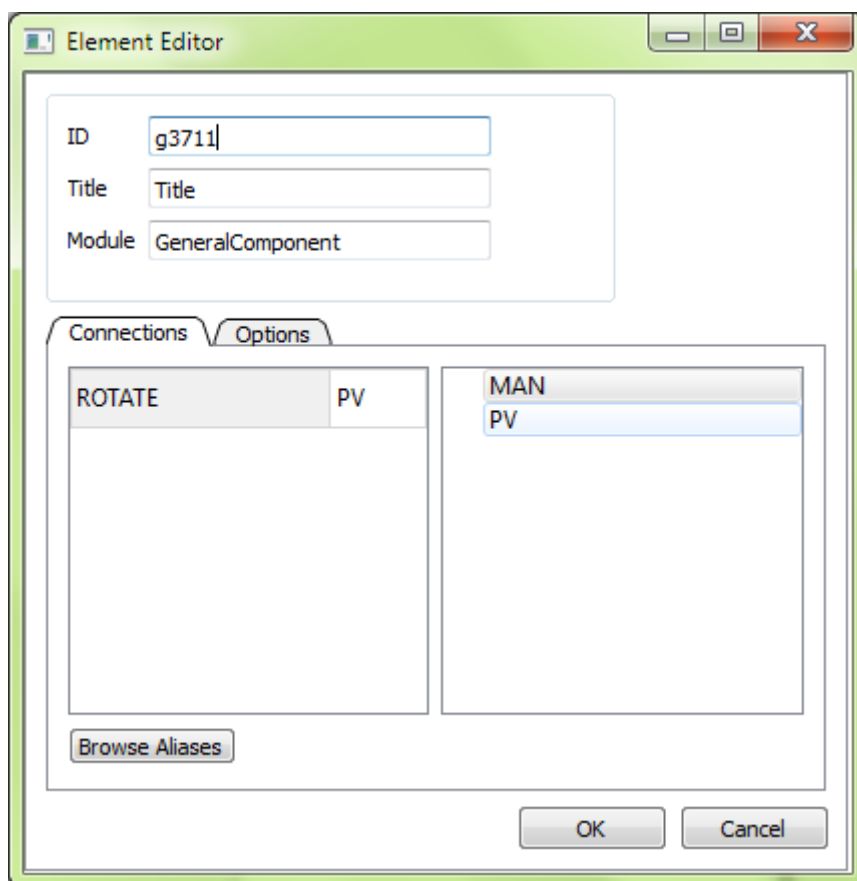 Element Editor
ID g3711
Title Title
Module GeneralComponent
Connections Options
ROTATE PV
MAN
PV
Browse Aliases
OK Cancel